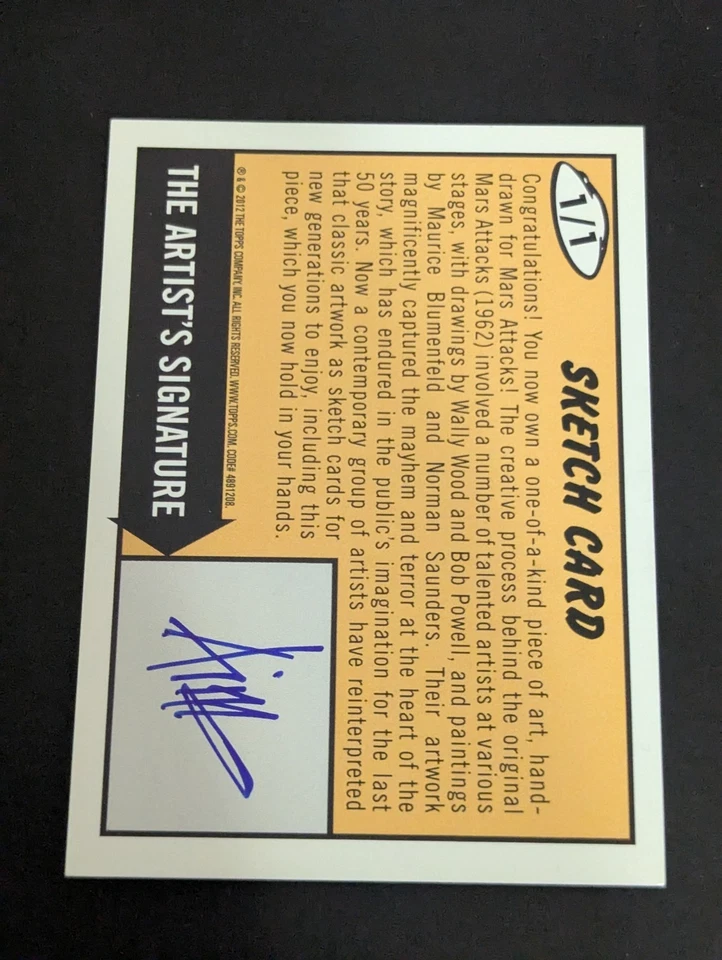 1/1
SKETCH CARD
Congratulations! You now own a one-of-a-kind piece of art, hand-
drawn for Mars Attacks! The creative process behind the original
Mars Attacks (1962) involved a number of talented artists at various
stages, with drawings by Wally Wood and Bob Powell, and paintings
by Maurice Blumenfeld and Norman Saunders. Their artwork
magnificently captured the mayhem and terror at the heart of the
story, which has endured in the public's imagination for the last
50 years. Now a contemporary group of artists have reinterpreted
that classic artwork as sketch cards for
new generations to enjoy, including this
piece, which you now hold in your hands.
® & © 2012 THE TOPPS COMPANY, INC. ALL RIGHTS RESERVED. WWW.TOPPS.COM. CODE# 4891208.
THE ARTIST'S SIGNATURE